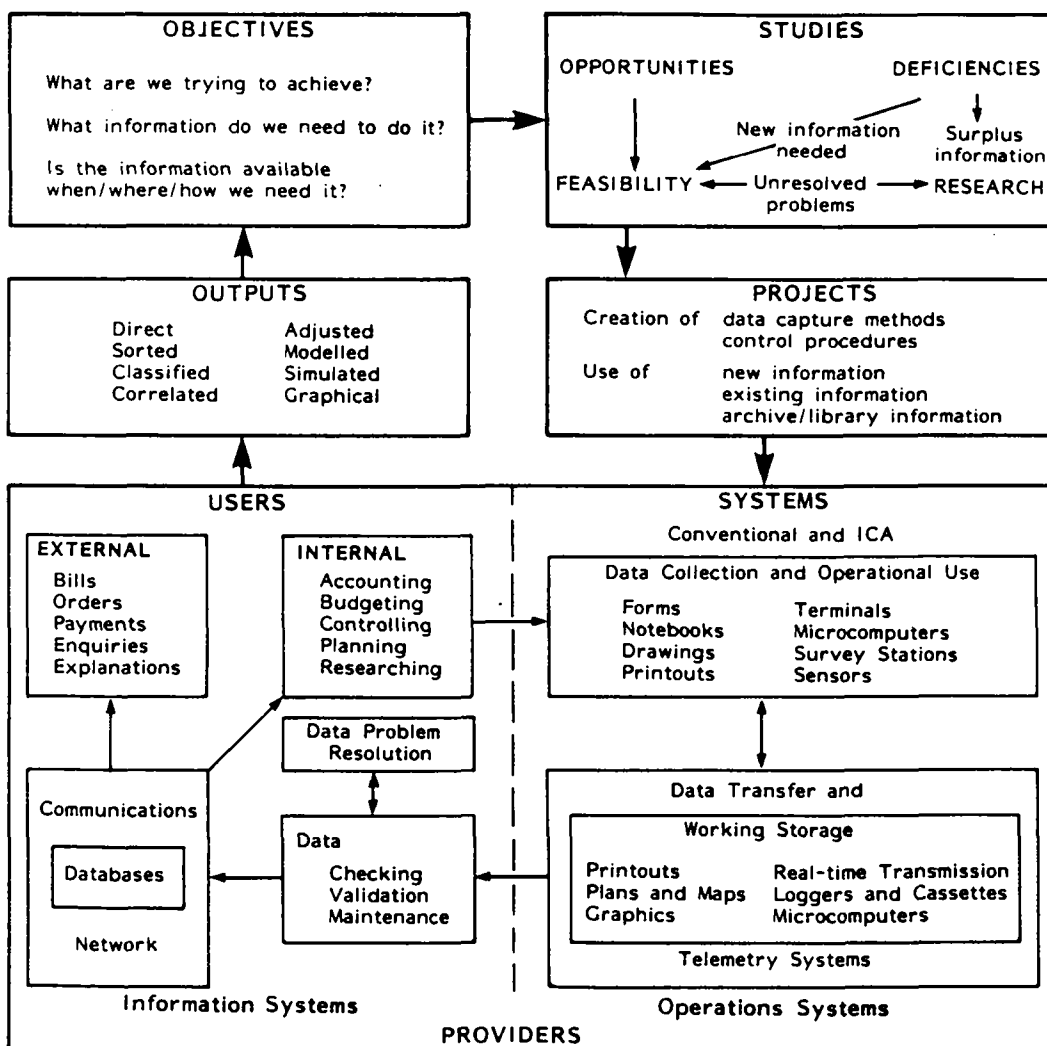 OBJECTIVES
What are we trying to achieve?
What information do we need to do it?
Is the information available
when/where/how we need it?
STUDIES
OPPORTUNITIES
DEFICIENCIES
New information
needed
Surplus
information
FEASIBILITY
Unresolved
problems
RESEARCH
OUTPUTS
Direct
Sorted
Classified
Correlated
Adjusted
Modelled
Simulated
Graphical
PROJECTS
Creation of data capture methods
control procedures
Use of new information
existing information
archive/library information
USERS
EXTERNAL
Bills
Orders
Payments
Enquiries
Explanations
INTERNAL
Accounting
Budgeting
Controlling
Planning
Researching
Data Problem
Resolution
Communications
Databases
Network
Data
Checking
Validation
Maintenance
Information Systems
SYSTEMS
Conventional and ICA
Data Collection and Operational Use
Forms
Notebooks
Drawings
Printouts
Terminals
Microcomputers
Survey Stations
Sensors
Data Transfer and
Working Storage
Printouts
Plans and Maps
Graphics
Real-time Transmission
Loggers and Cassettes
Microcomputers
Telemetry Systems
Operations Systems
PROVIDERS